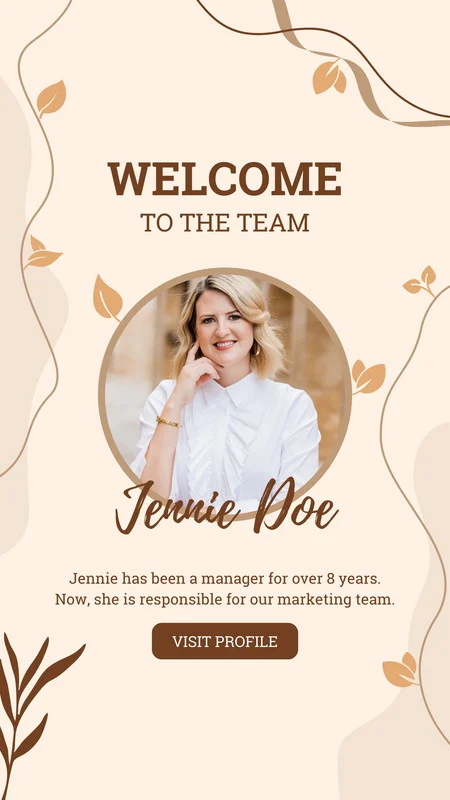 WELCOME
TO THE TEAM
Jennie Doe
Jennie has been a manager for over 8 years.
Now, she is responsible for our marketing team.
VISIT PROFILE